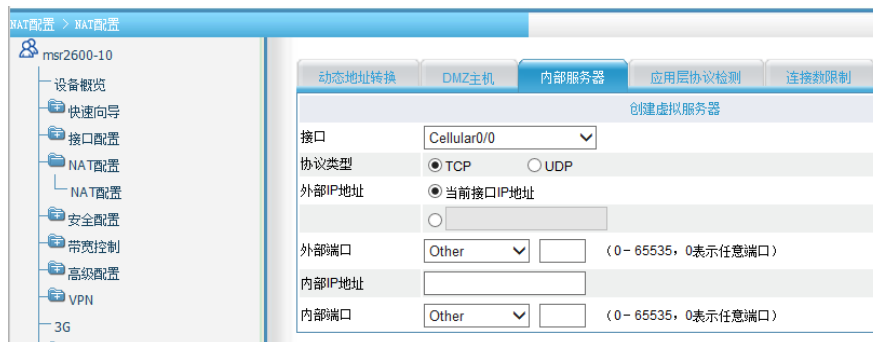 NAT配置 > NAT配置
msr2600-10
设备概览
快速向导
接口配置
NAT配置
NAT配置
安全配置
带宽控制
高级配置
VPN
3G
动态地址转换 DMZ主机 内部服务器 应用层协议检测 连接数限制
创建虚拟服务器
接口 Cellular0/0
协议类型 TCP UDP
外部IP地址 当前接口IP地址
外部端口 Other (0-65535，0表示任意端口)
内部IP地址
内部端口 Other (0-65535，0表示任意端口)